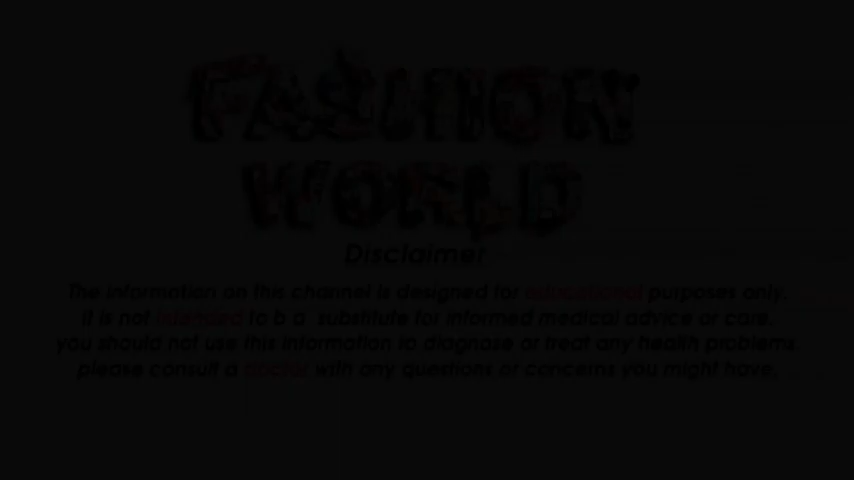 FASHION
WORLD
Disclaimer
The information on this channel is designed for educational purposes only.
it is not intended to b a substitute for informed medical advice or care.
you should not use this information to diagnose or treat any health problems
please consult a doctor with any questions or concerns you might have.